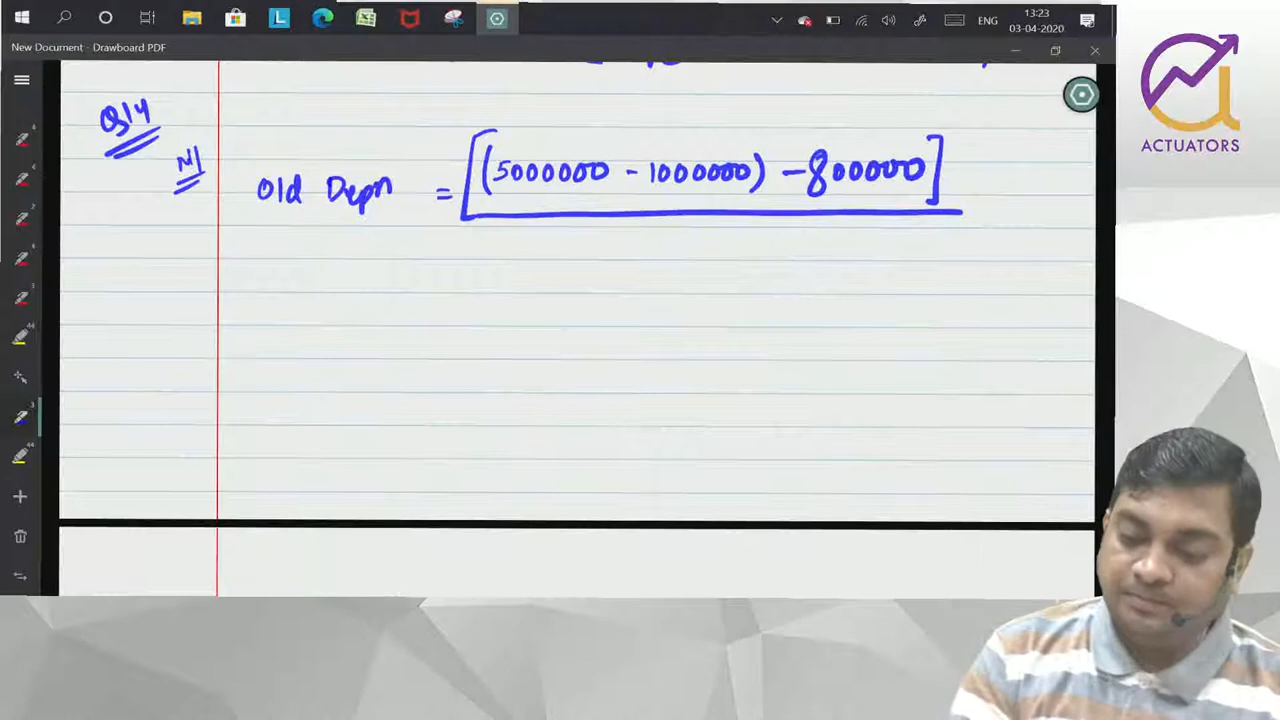 13:23
ENG
03-04-2020
New Document - Drawboard PDF
ACTUATORS
Q14
N1
Old Depn = [(5000000 - 1000000) - 800000]